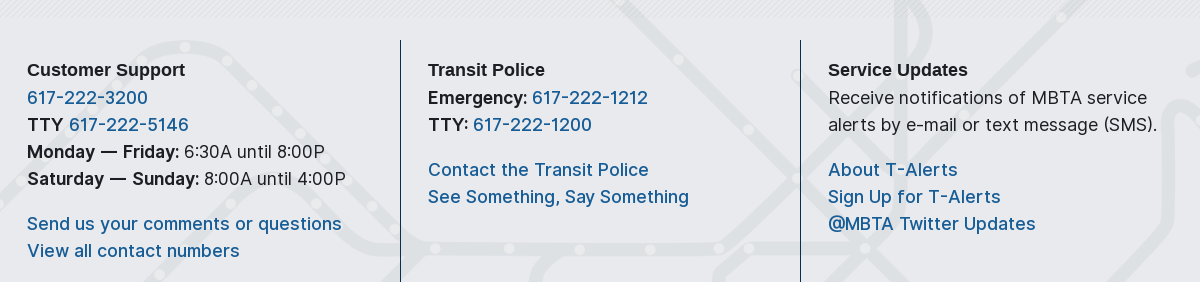 Customer Support
617-222-3200
TTY 617-222-5146
Monday — Friday: 6:30A until 8:00P
Saturday — Sunday: 8:00A until 4:00P
Send us your comments or questions
View all contact numbers
Transit Police
Emergency: 617-222-1212
TTY: 617-222-1200
Contact the Transit Police
See Something, Say Something
Service Updates
Receive notifications of MBTA service
alerts by e-mail or text message (SMS).
About T-Alerts
Sign Up for T-Alerts
@MBTA Twitter Updates